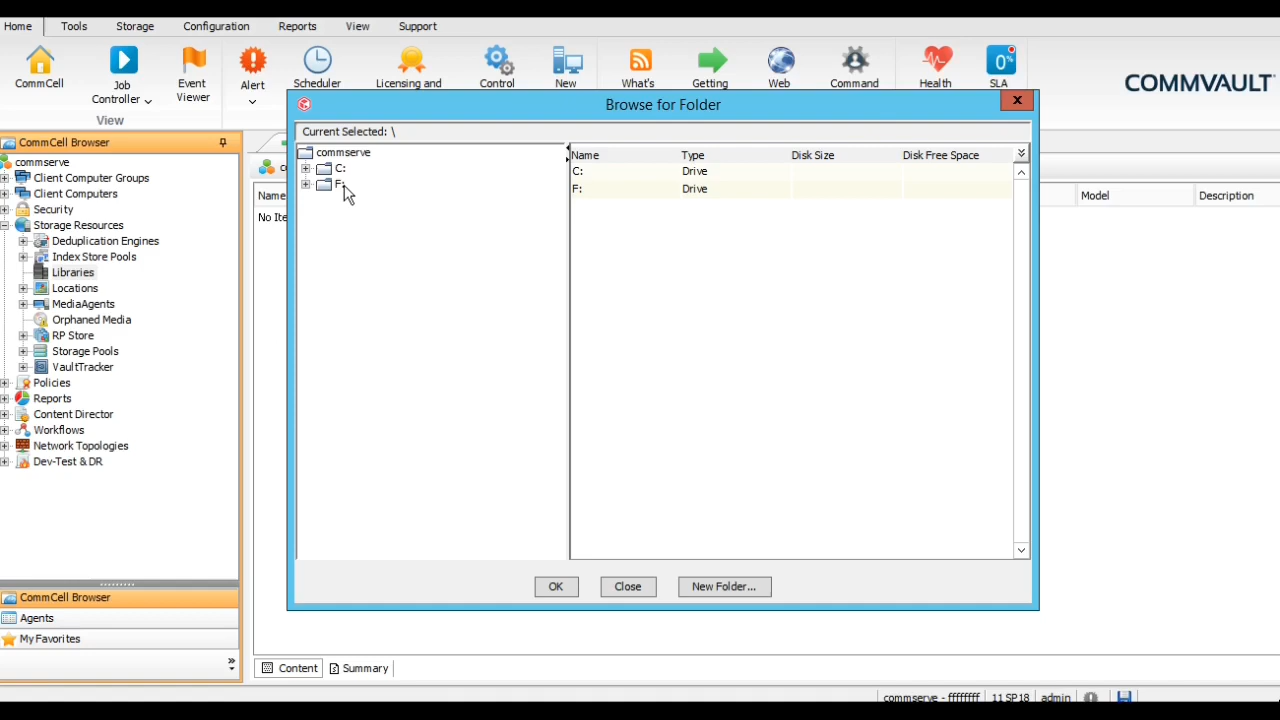 Home Tools Storage Configuration Reports View Support
CommCell Job Controller Event Viewer Alert Scheduler Licensing and Control New What's Getting Web Command Health 0% SLA
View
COMMVAULT
Browse for Folder
Current Selected: \
CommCell Browser
commserve
Client Computer Groups
Client Computers
Security
Storage Resources
Deduplication Engines
Index Store Pools
Libraries
Locations
MediaAgents
Orphaned Media
RP Store
Storage Pools
VaultTracker
Policies
Reports
Content Director
Workflows
Network Topologies
Dev-Test & DR
CommCell Browser
Agents
My Favorites
Name
No Ite
Model Description
commserve
C:
F:
Name Type Disk Size Disk Free Space
C: Drive
F: Drive
OK Close New Folder...
Content Summary
commserve - ffffffff 11 SP18 admin